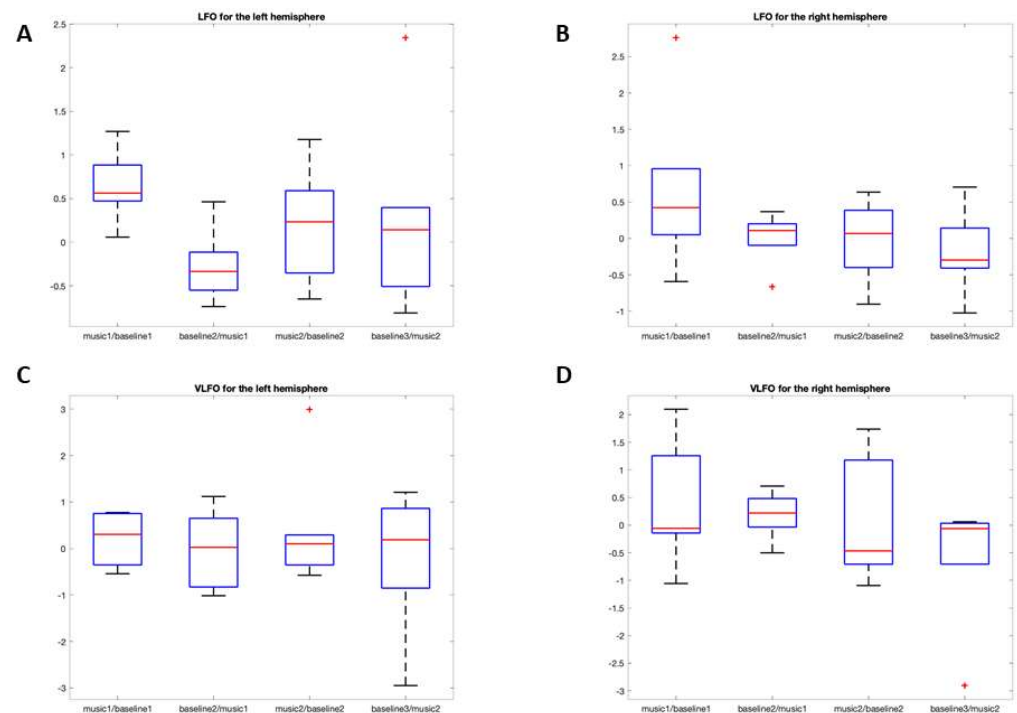 A
LFO for the left hemisphere
2.5
2
1.5
1
0.5
0
-0.5
music1/baseline1 baseline2/music1 music2/baseline2 baseline3/music2
B
LFO for the right hemisphere
2.5
2
1.5
1
0.5
0
-0.5
-1
music1/baseline1 baseline2/music1 music2/baseline2 baseline3/music2
C
VLFO for the left hemisphere
3
2
1
0
-1
-2
-3
music1/baseline1 baseline2/music1 music2/baseline2 baseline3/music2
D
VLFO for the right hemisphere
2
1.5
1
0.5
0
-0.5
-1
-1.5
-2
-2.5
-3
music1/baseline1 baseline2/music1 music2/baseline2 baseline3/music2